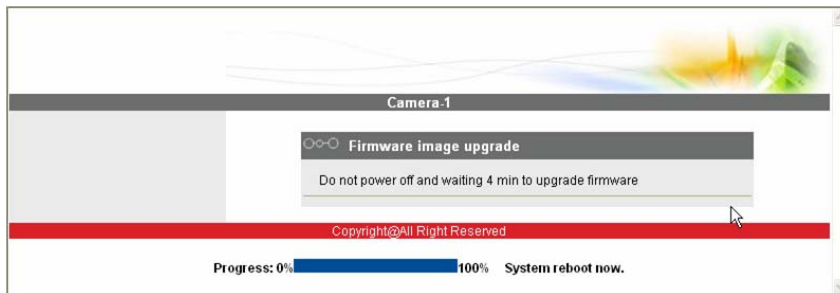 Camera-1
Firmware image upgrade
Do not power off and waiting 4 min to upgrade firmware
Copyright@All Right Reserved
Progress: 0% 100% System reboot now.